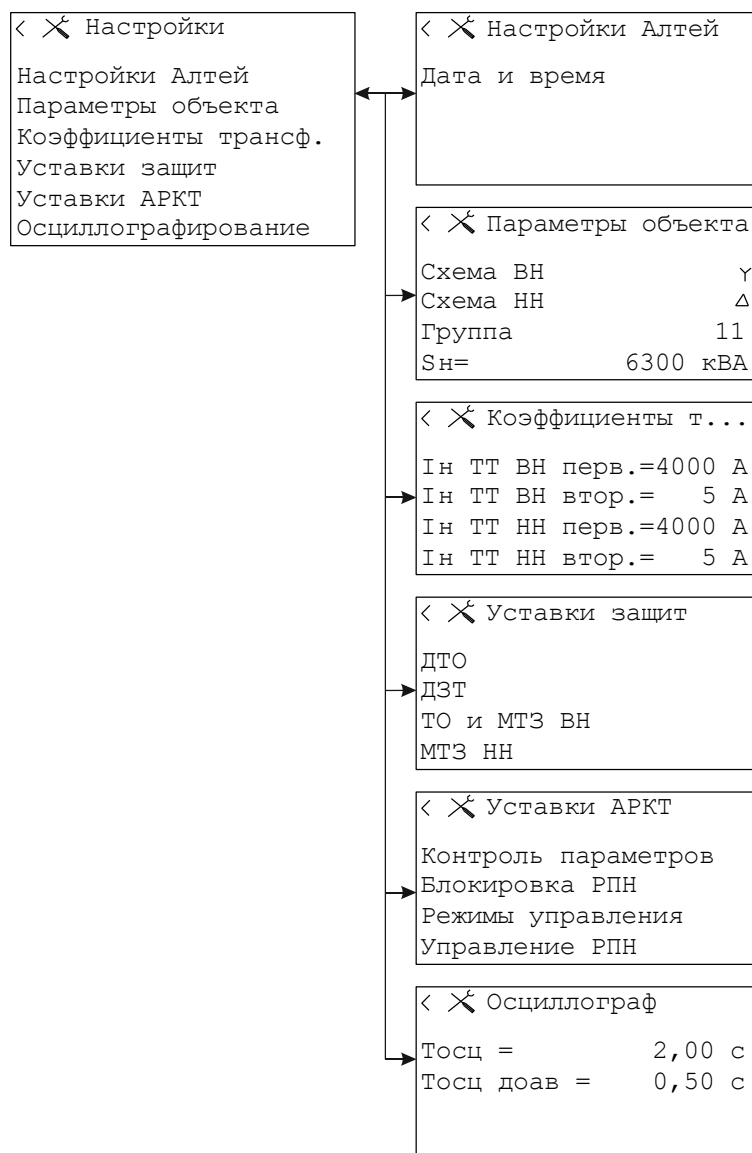 < Настройки
Настройки Алтей
Параметры объекта
Коэффициенты трансф.
Уставки защит
Уставки АРКТ
Осциллографирование
< Настройки Алтей
Дата и время
< Параметры объекта
Схема ВН Y
Схема НН Δ
Группа 11
Sн= 6300 кВА
< Коэффициенты т...
Iн ТТ ВН перв.=4000 А
Iн ТТ ВН втор.= 5 А
Iн ТТ НН перв.=4000 А
Iн ТТ НН втор.= 5 А
< Уставки защит
ДТО
ДЗТ
ТО и МТЗ ВН
МТЗ НН
< Уставки АРКТ
Контроль параметров
Блокировка РПН
Режимы управления
Управление РПН
< Осциллограф
Тосц = 2,00 с
Тосц доав = 0,50 с